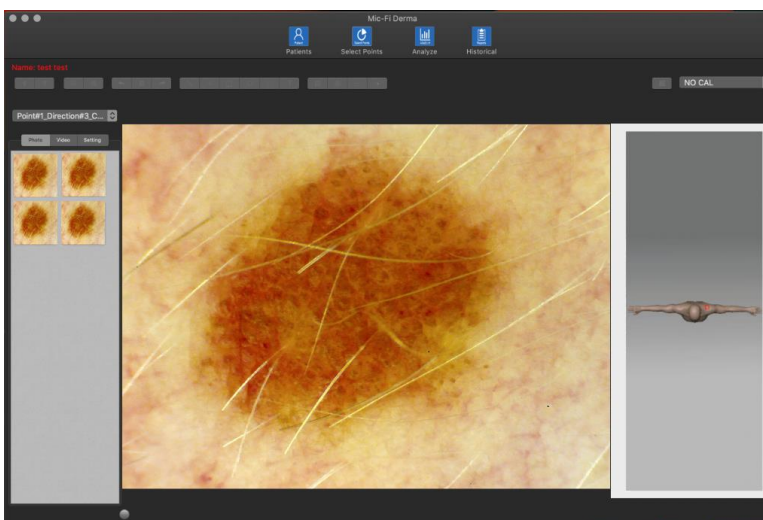 Mic-Fi Derma
Patients
Select Points
Analyze
Historical
Name: test test
NO CAL
Point#1_Direction#3_C...
Photo
Video
Setting